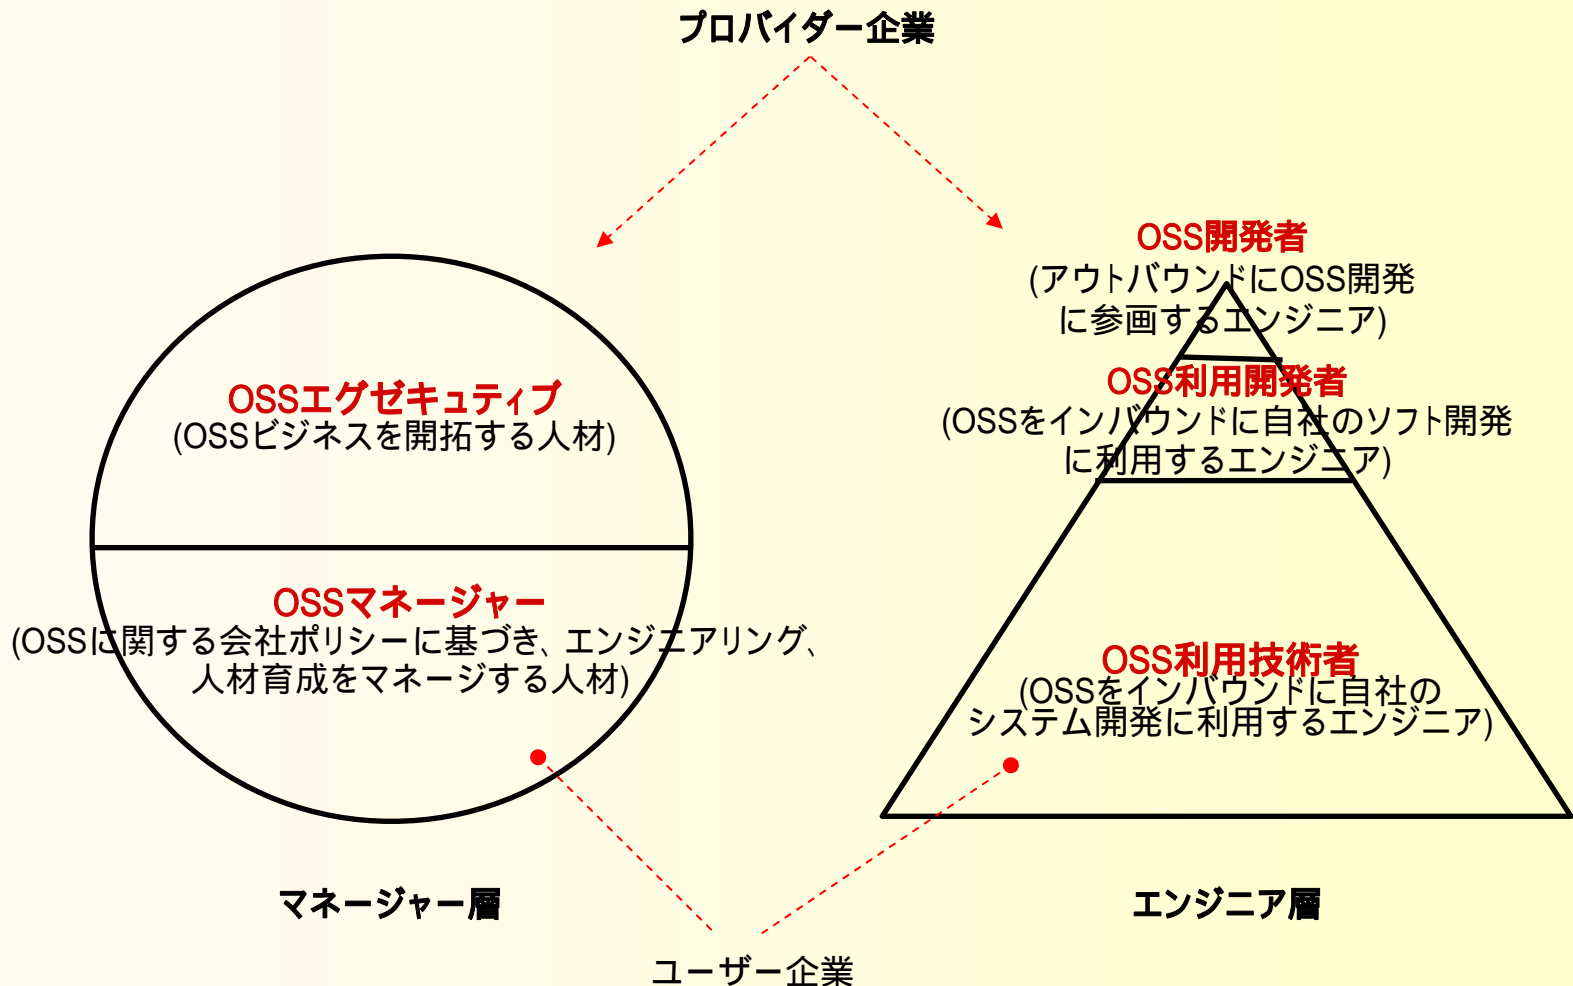 プロバイダー企業
OSSエグゼキュティブ
(OSSビジネスを開拓する人材)
OSSマネージャー
(OSSに関する会社ポリシーに基づき、エンジニアリング、
人材育成をマネージする人材)
マネージャー層
OSS開発者
(アウトバウンドにOSS開発
に参画するエンジニア)
OSS利用開発者
(OSSをインバウンドに自社のソフト開発
に利用するエンジニア)
OSS利用技術者
(OSSをインバウンドに自社の
システム開発に利用するエンジニア)
エンジニア層
ユーザー企業